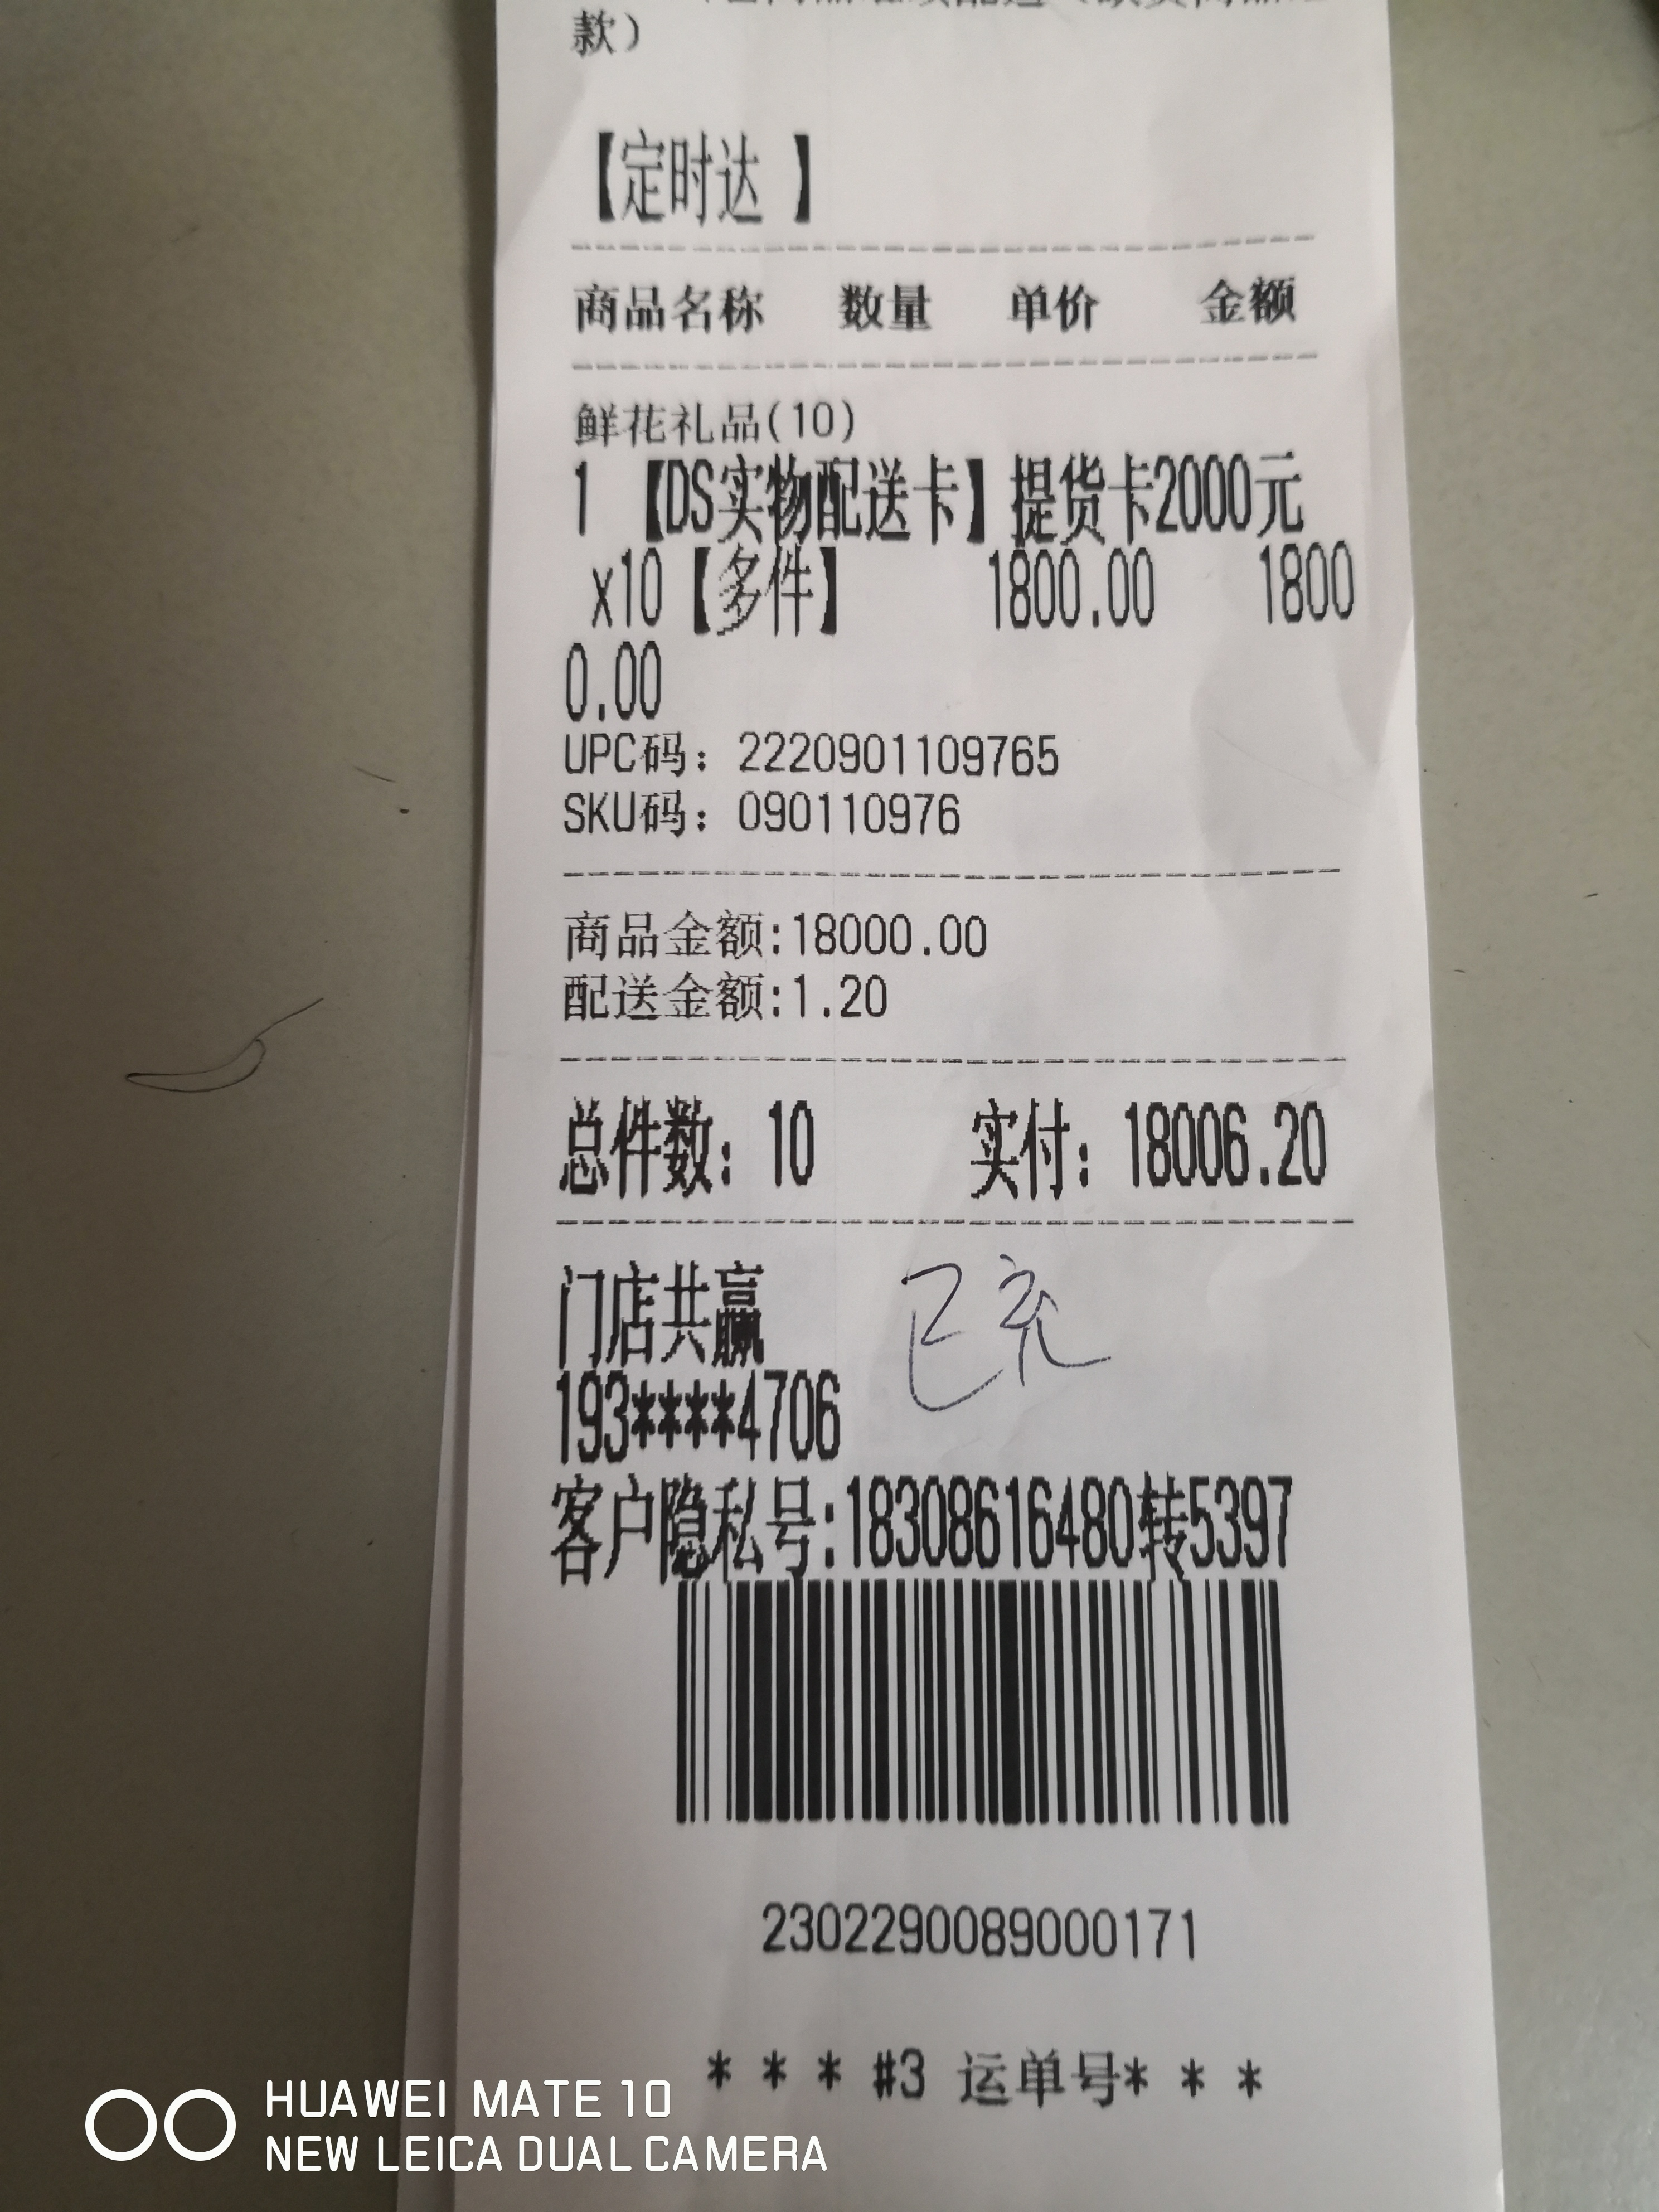 款）
【定时达 】
商品名称 数量 单价 金额
鲜花礼品(10)
1 【DS实物配送卡】提货卡2000元
x10【多件】 1800.00 1800
0.00
UPC码：2220901109765
SKU码：090110976
商品金额:18000.00
配送金额:1.20
总件数：10 实付：18006.20
门店共赢
已充
193****4706
客户隐私号:18308616480转5397
2302290089000171
* * * #3 运单号* * *
HUAWEI MATE 10
NEW LEICA DUAL CAMERA